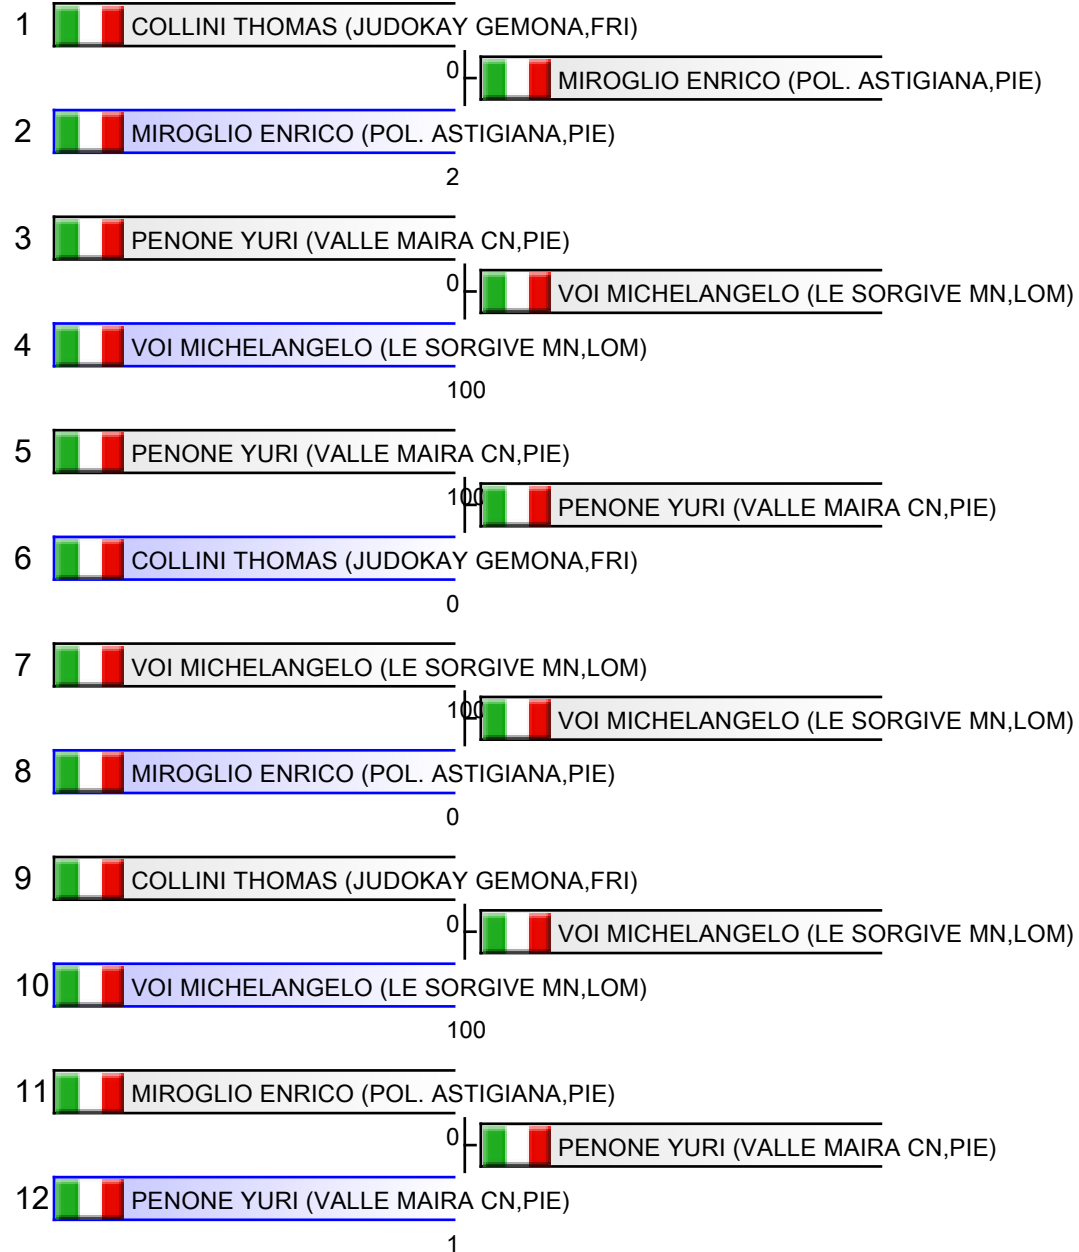 1 COLLINI THOMAS (JUDOKAY GEMONA,FRI)
0 MIROGLIO ENRICO (POL. ASTIGIANA,PIE)
2 MIROGLIO ENRICO (POL. ASTIGIANA,PIE)
2
3 PENONE YURI (VALLE MAIRA CN,PIE)
0 VOI MICHELANGELO (LE SORGIVE MN,LOM)
4 VOI MICHELANGELO (LE SORGIVE MN,LOM)
100
5 PENONE YURI (VALLE MAIRA CN,PIE)
100 PENONE YURI (VALLE MAIRA CN,PIE)
6 COLLINI THOMAS (JUDOKAY GEMONA,FRI)
0
7 VOI MICHELANGELO (LE SORGIVE MN,LOM)
100 VOI MICHELANGELO (LE SORGIVE MN,LOM)
8 MIROGLIO ENRICO (POL. ASTIGIANA,PIE)
0
9 COLLINI THOMAS (JUDOKAY GEMONA,FRI)
0 VOI MICHELANGELO (LE SORGIVE MN,LOM)
10 VOI MICHELANGELO (LE SORGIVE MN,LOM)
100
11 MIROGLIO ENRICO (POL. ASTIGIANA,PIE)
0 PENONE YURI (VALLE MAIRA CN,PIE)
12 PENONE YURI (VALLE MAIRA CN,PIE)
1